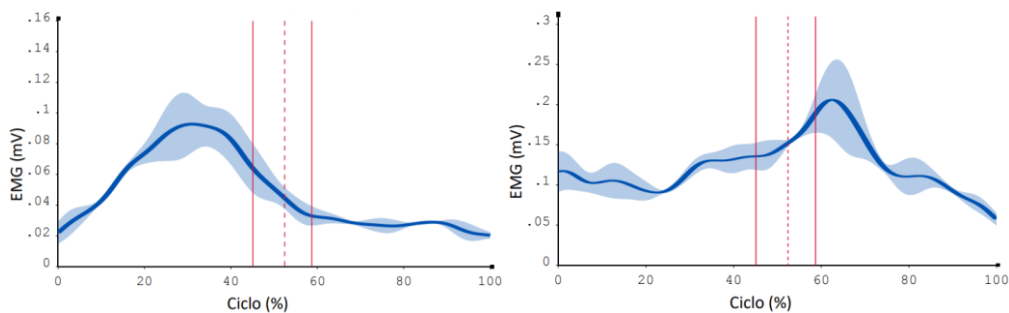 .16
.14
.12
.1
.08
.06
.04
.02
0
EMG (mV)
0 20 40 60 80 100
Ciclo (%)
.3
.25
.2
.15
.1
.05
0
EMG (mV)
0 20 40 60 80 100
Ciclo (%)